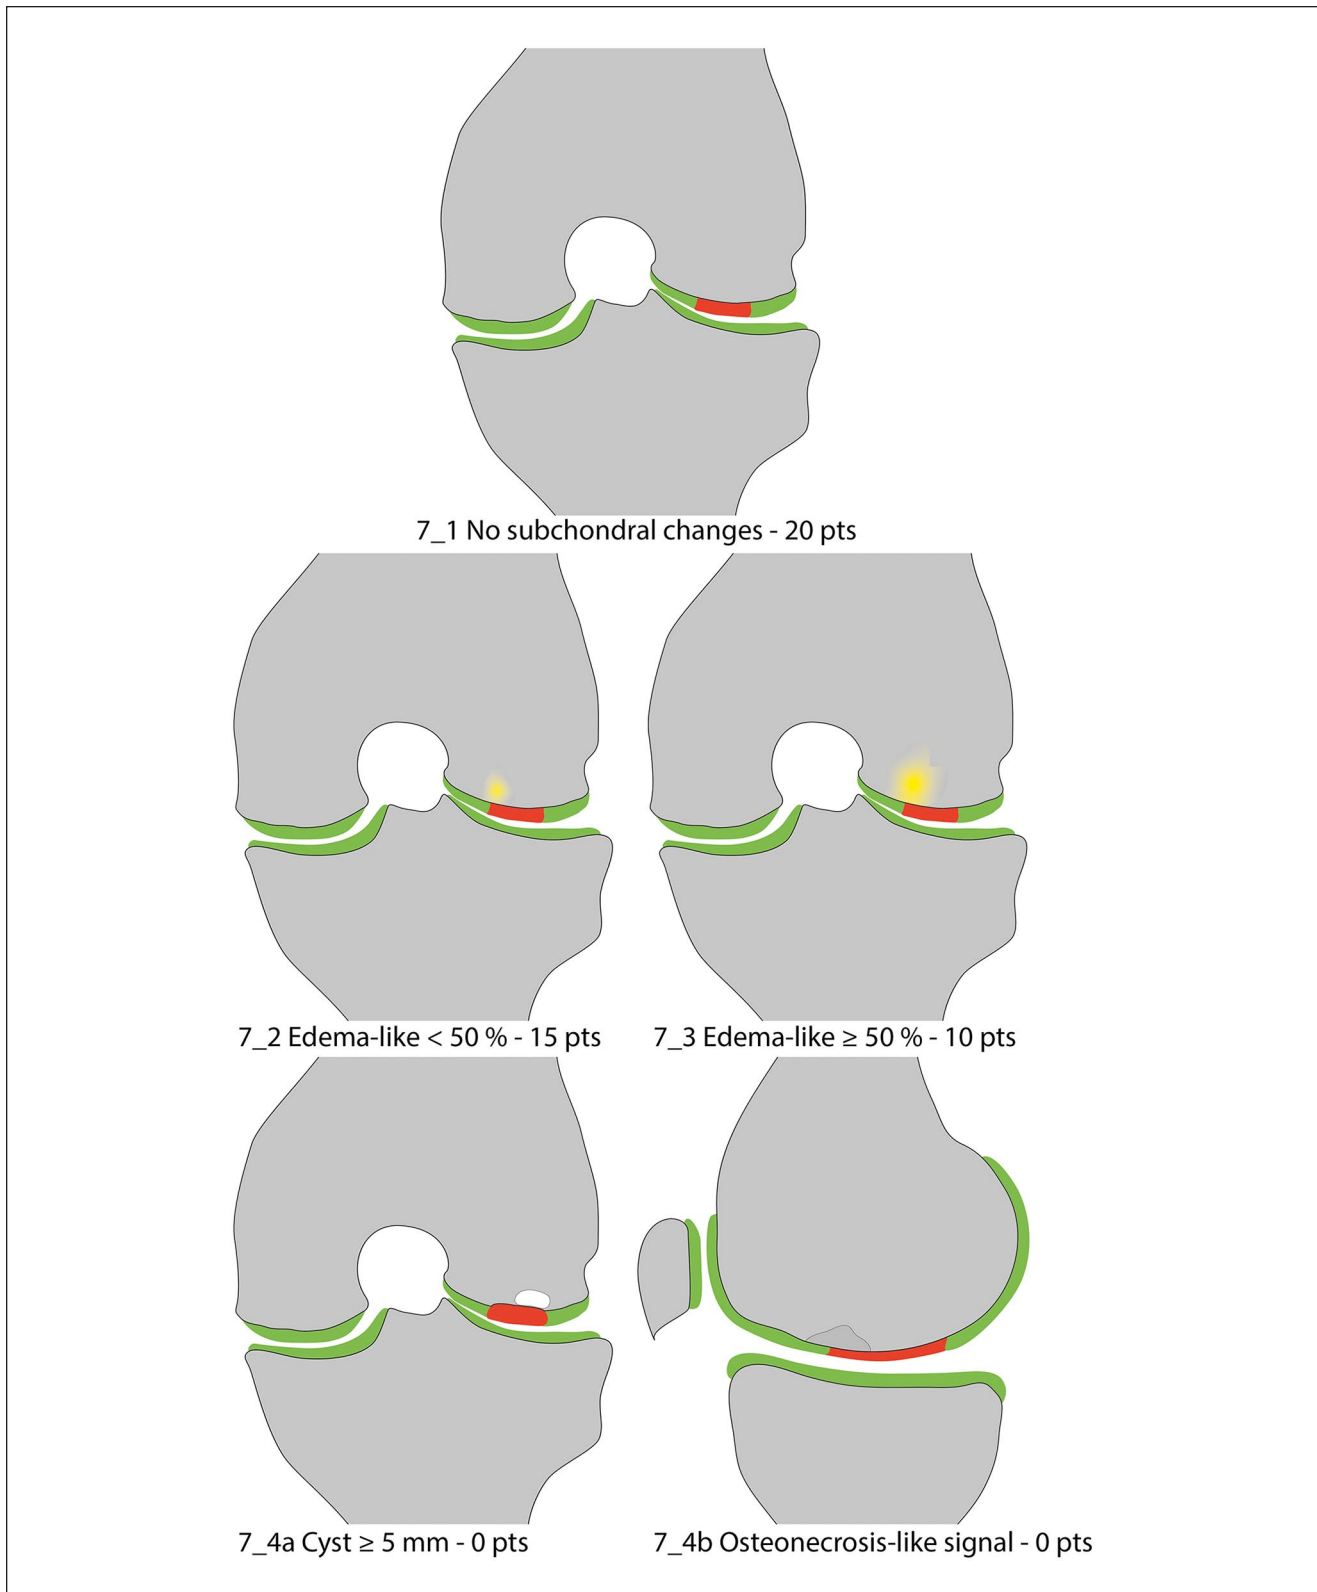 7_1 No subchondral changes - 20 pts
7_2 Edema-like < 50 % - 15 pts
7_3 Edema-like ≥ 50 % - 10 pts
7_4a Cyst ≥ 5 mm - 0 pts
7_4b Osteonecrosis-like signal - 0 pts